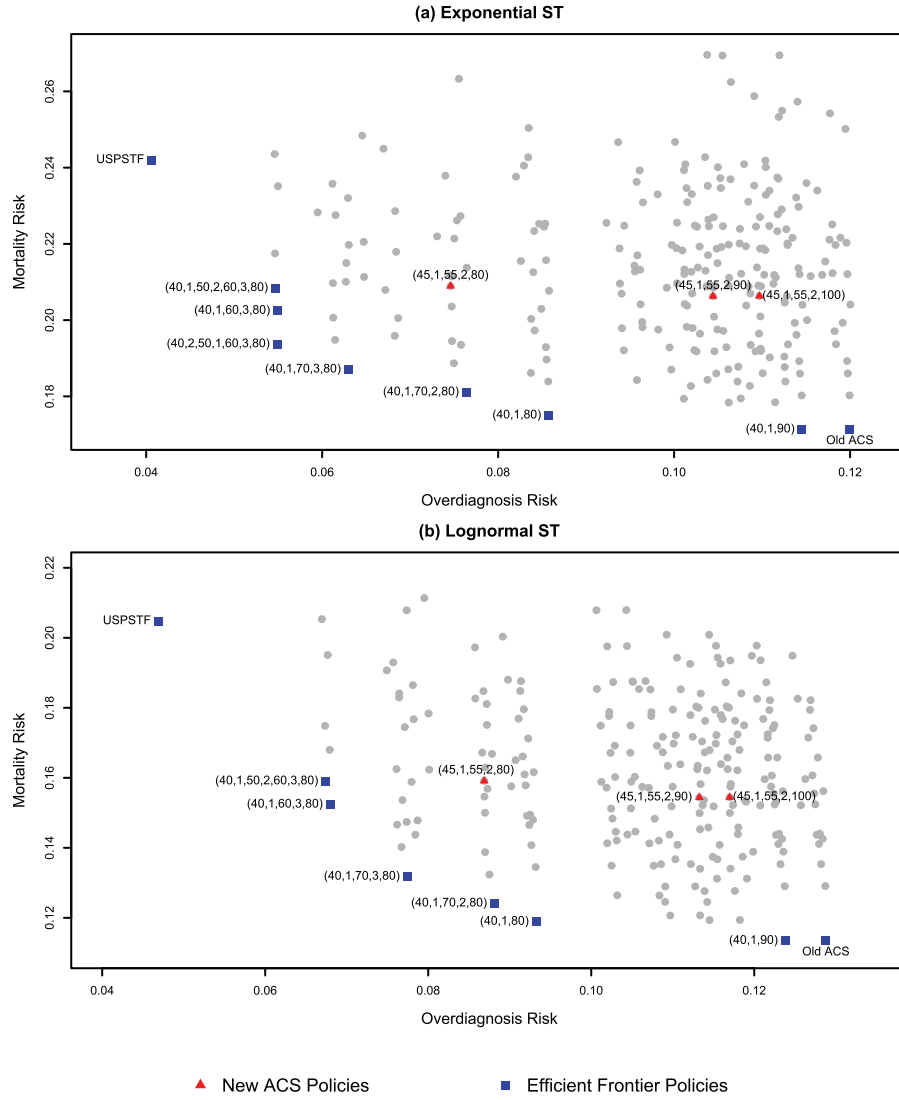 (a) Exponential ST
Mortality Risk
0.26
0.24
0.22
0.20
0.18
USPSTF
(45,1,55,2,80)
(45,1,55,2,90)
(45,1,55,2,100)
(40,1,50,2,60,3,80)
(40,1,60,3,80)
(40,2,50,1,60,3,80)
(40,1,70,3,80)
(40,1,70,2,80)
(40,1,80)
(40,1,90)
Old ACS
0.04 0.06 0.08 0.10 0.12
Overdiagnosis Risk
(b) Lognormal ST
Mortality Risk
0.22
0.20
0.18
0.16
0.14
0.12
USPSTF
(45,1,55,2,80)
(40,1,50,2,60,3,80)
(45,1,55,2,90)
(45,1,55,2,100)
(40,1,60,3,80)
(40,1,70,3,80)
(40,1,70,2,80)
(40,1,80)
(40,1,90)
Old ACS
0.04 0.06 0.08 0.10 0.12
Overdiagnosis Risk
New ACS Policies
Efficient Frontier Policies